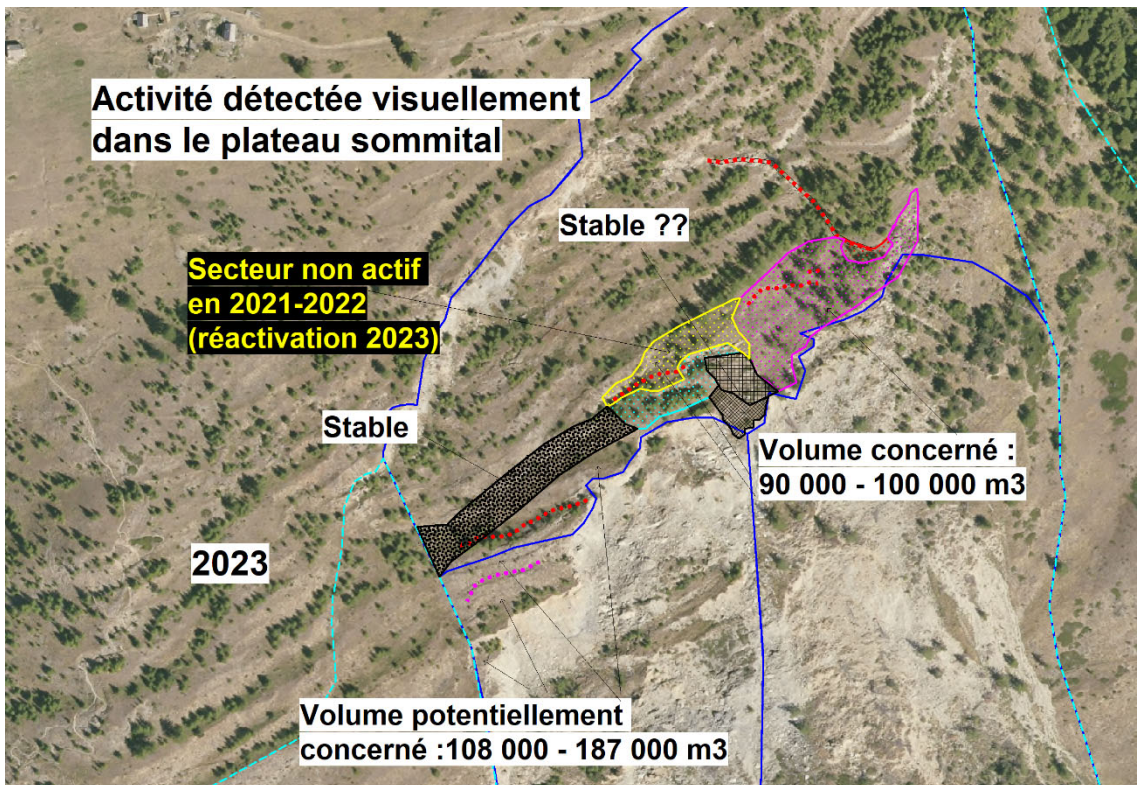 Activité détectée visuellement
dans le plateau sommital
Stable ??
Secteur non actif
en 2021-2022
(réactivation 2023)
Stable
Volume concerné :
90 000 - 100 000 m3
2023
Volume potentiellement
concerné :108 000 - 187 000 m3